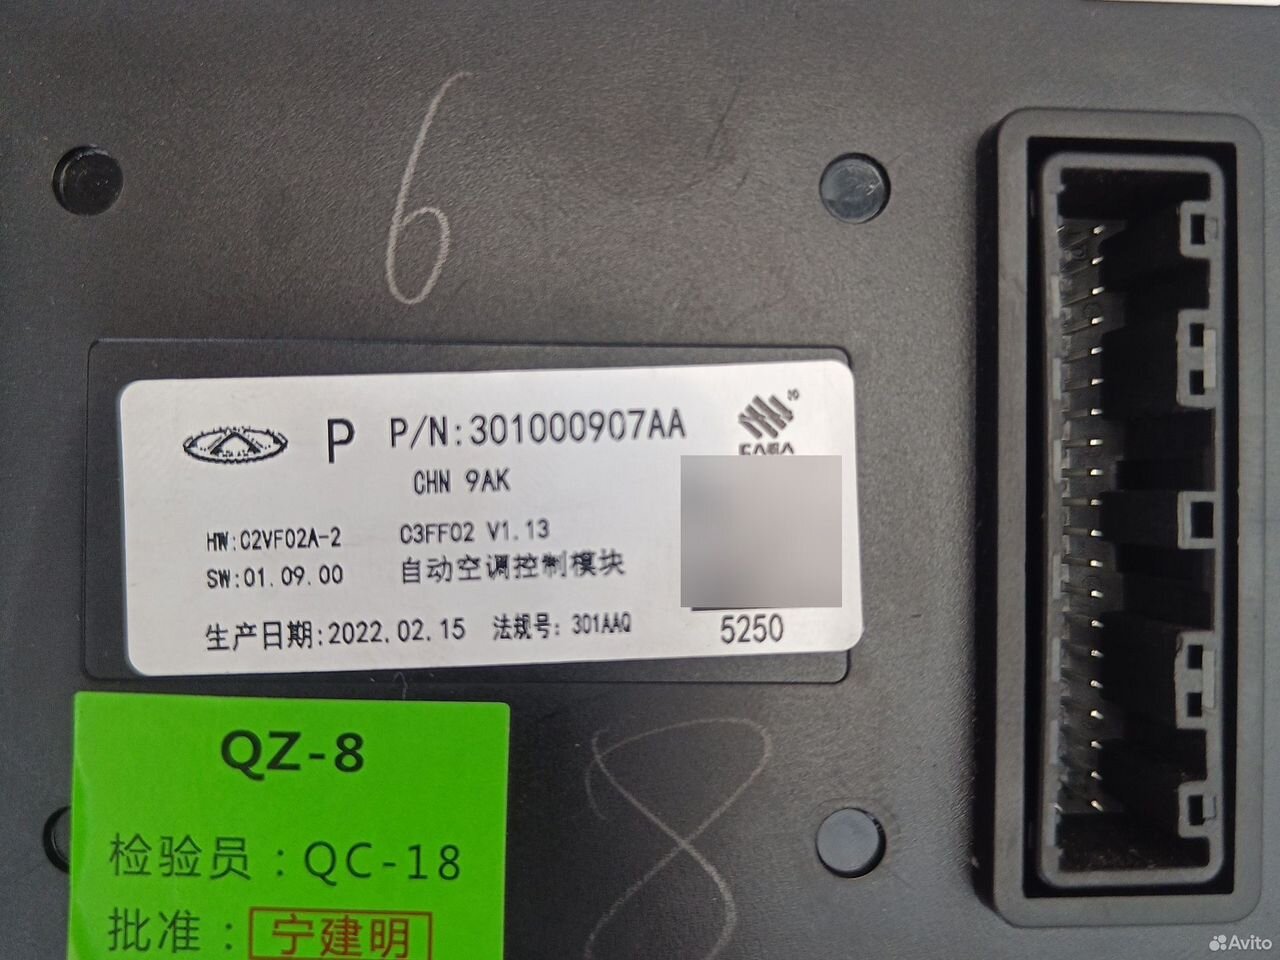 6
P P/N:301000907AA
CHN 9AK
HW:C2VF02A-2 C3FF02 V1.13
SW:01.09.00 自动空调控制模块
生产日期:2022.02.15 法规号: 301AAQ
5250
8
QZ-8
检验员：QC-18
批准：宁建明
Avito